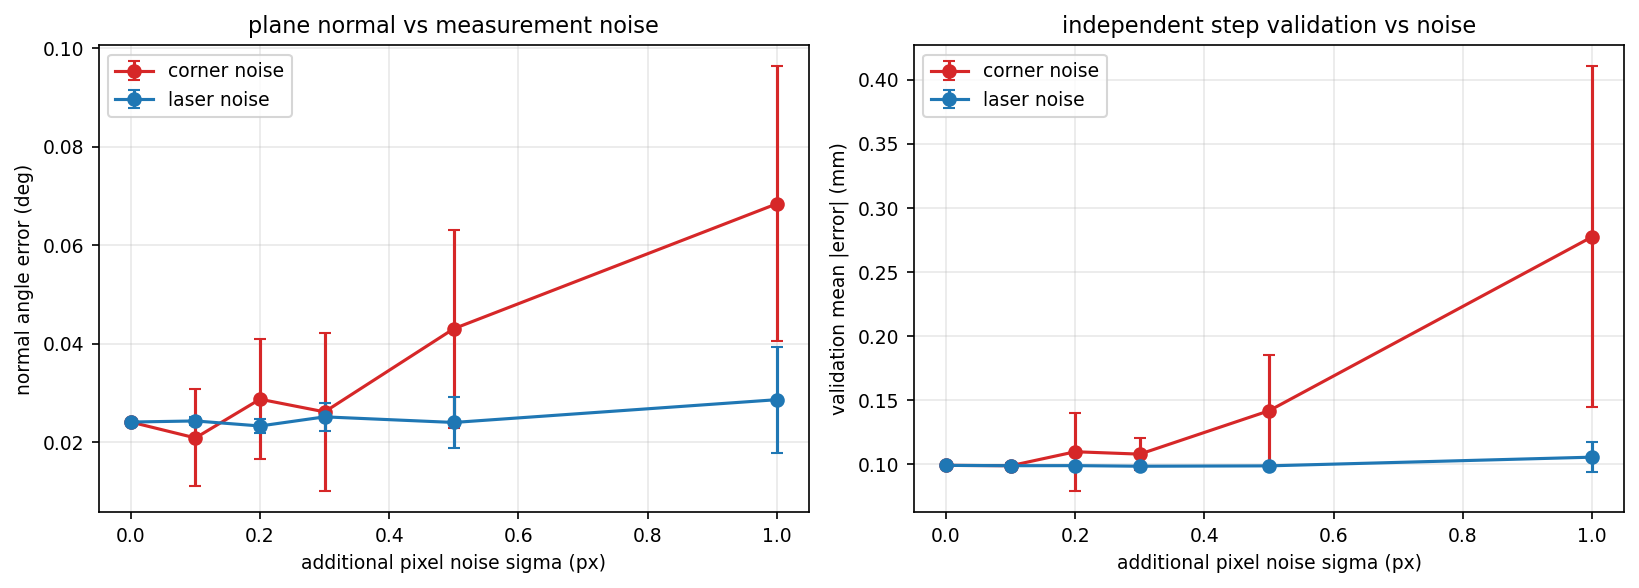 plane normal vs measurement noise
corner noise
laser noise
normal angle error (deg)
0.10
0.08
0.06
0.04
0.02
0.0
0.2
0.4
0.6
0.8
1.0
additional pixel noise sigma (px)
independent step validation vs noise
corner noise
laser noise
validation mean |error| (mm)
0.40
0.35
0.30
0.25
0.20
0.15
0.10
0.0
0.2
0.4
0.6
0.8
1.0
additional pixel noise sigma (px)